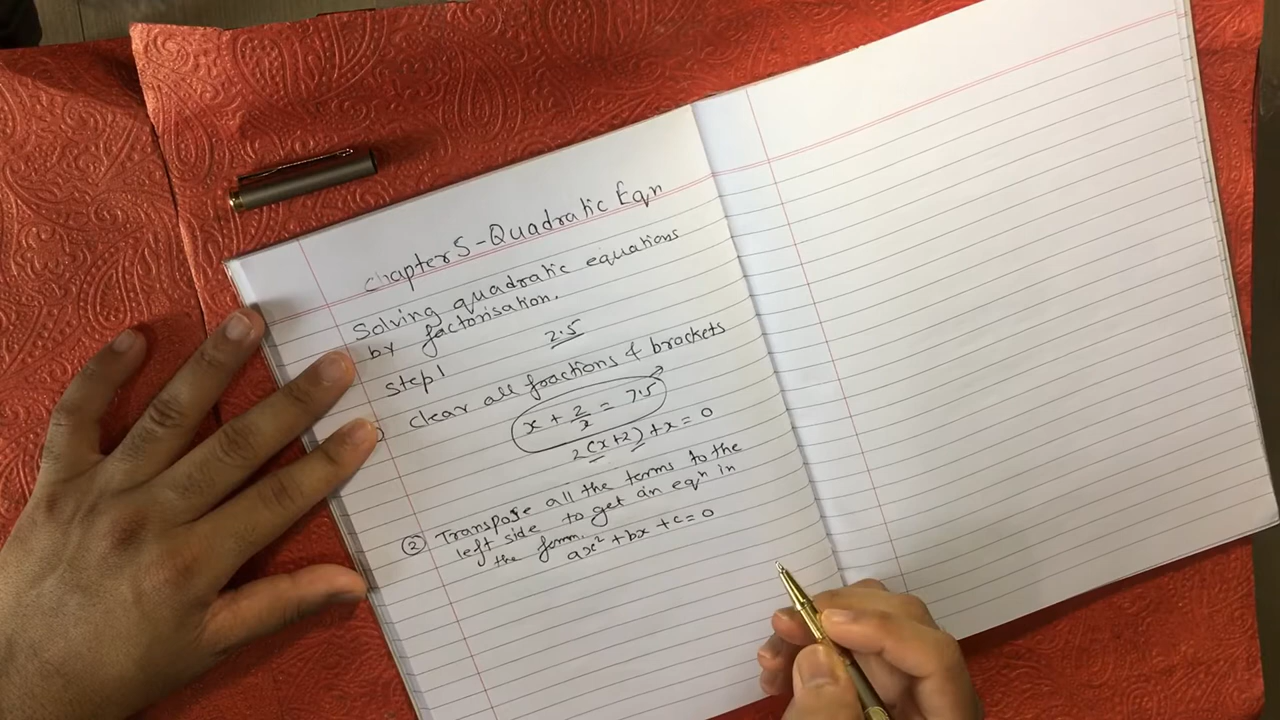 Chapter 5 - Quadratic Eqn
Solving quadratic equations
by factorisation.
Step 1
2.5
clear all fractions & brackets
x + 2/x = 7.5
2(x+2) + x = 0
② Transpose all the terms to the
left side to get an eqⁿ in
the form.
ax² + bx + c = 0